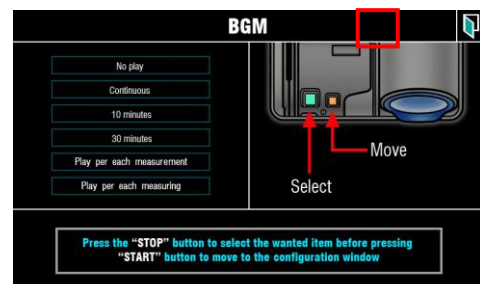 BGM
No play
Continuous
10 minutes
30 minutes
Play per each measurement
Play per each measuring
Move
Select
Press the “STOP” button to select the wanted item before pressing
“START” button to move to the configuration window